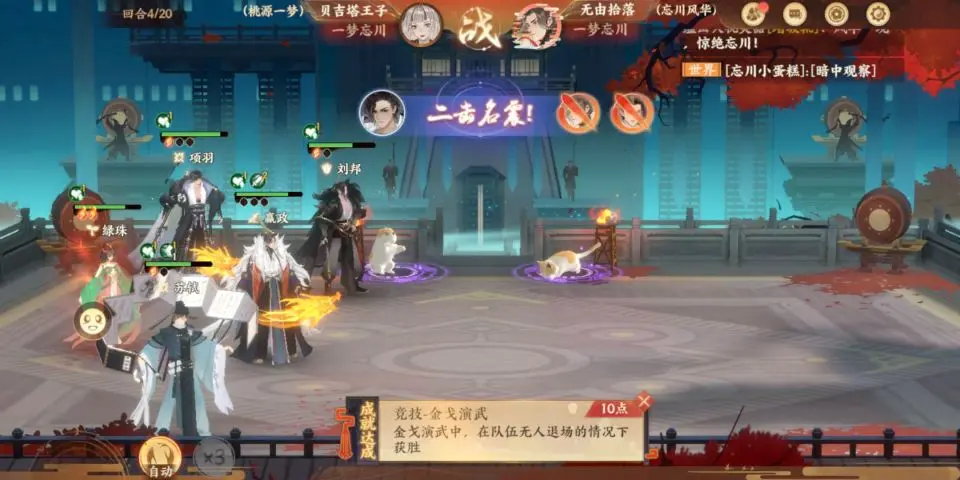 回合4/20
(桃源一梦)
贝吉塔王子
一梦忘川
战
无由拾落
一梦忘川
(忘川风华)
,惊绝忘川!
世界 [忘川小蛋糕]:[暗中观察]
二击名震!
项羽
刘邦
嬴政
绿珠
苏轼
成就达成
竞技-金戈演武
10点
金戈演武中，在队伍无人退场的情况下
获胜
自动
×3